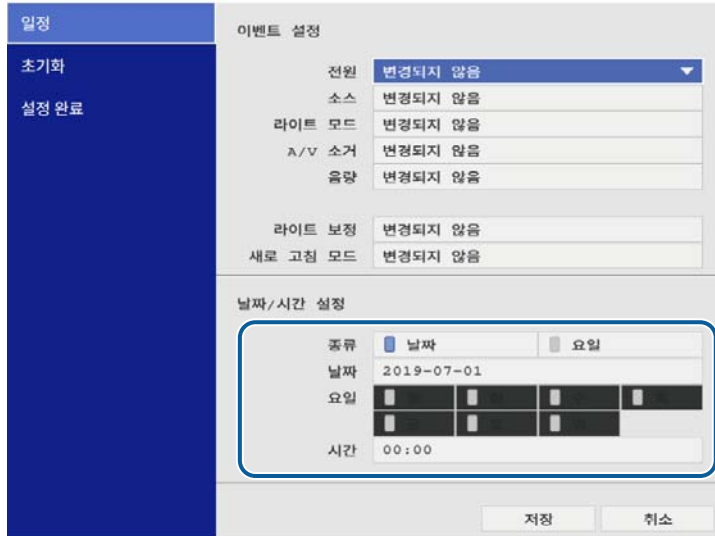 일정
초기화
설정 완료
이벤트 설정
전원 변경되지 않음
소스 변경되지 않음
라이트 모드 변경되지 않음
A/V 소거 변경되지 않음
음량 변경되지 않음
라이트 보정 변경되지 않음
새로 고침 모드 변경되지 않음
날짜/시간 설정
종류 날짜 요일
날짜 2019-07-01
요일
시간 00:00
저장 취소